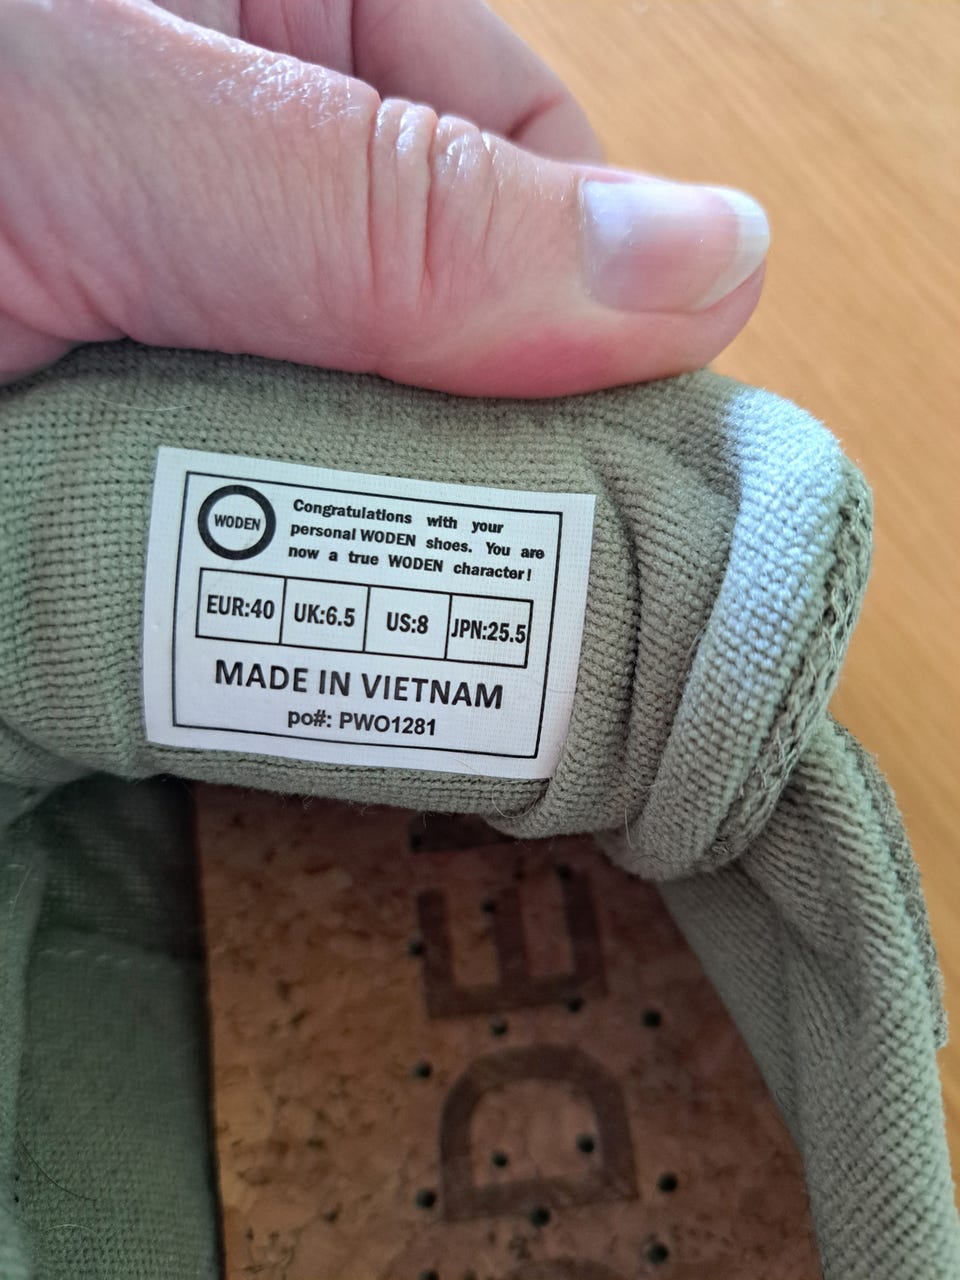 WODEN
Congratulations with your
personal WODEN shoes. You are
now a true WODEN character!
EUR:40 UK:6.5 US:8 JPN:25.5
MADE IN VIETNAM
po#: PWO1281
DE